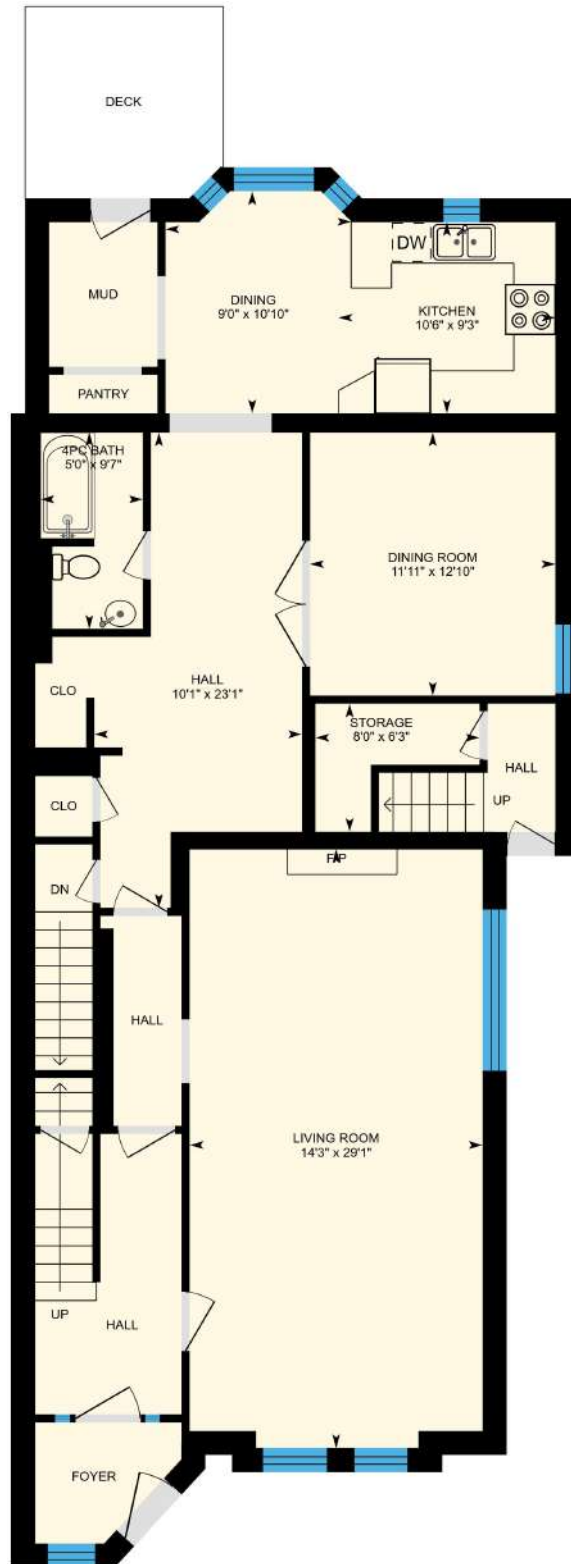 DECK
MUD
DINING
9'0" x 10'10"
DW
KITCHEN
10'6" x 9'3"
PANTRY
4PC BATH
5'0" x 9'7"
DINING ROOM
11'11" x 12'10"
HALL
10'1" x 23'1"
CLO
STORAGE
8'0" x 6'3"
HALL
UP
CLO
F/P
DN
HALL
LIVING ROOM
14'3" x 29'1"
UP
HALL
FOYER